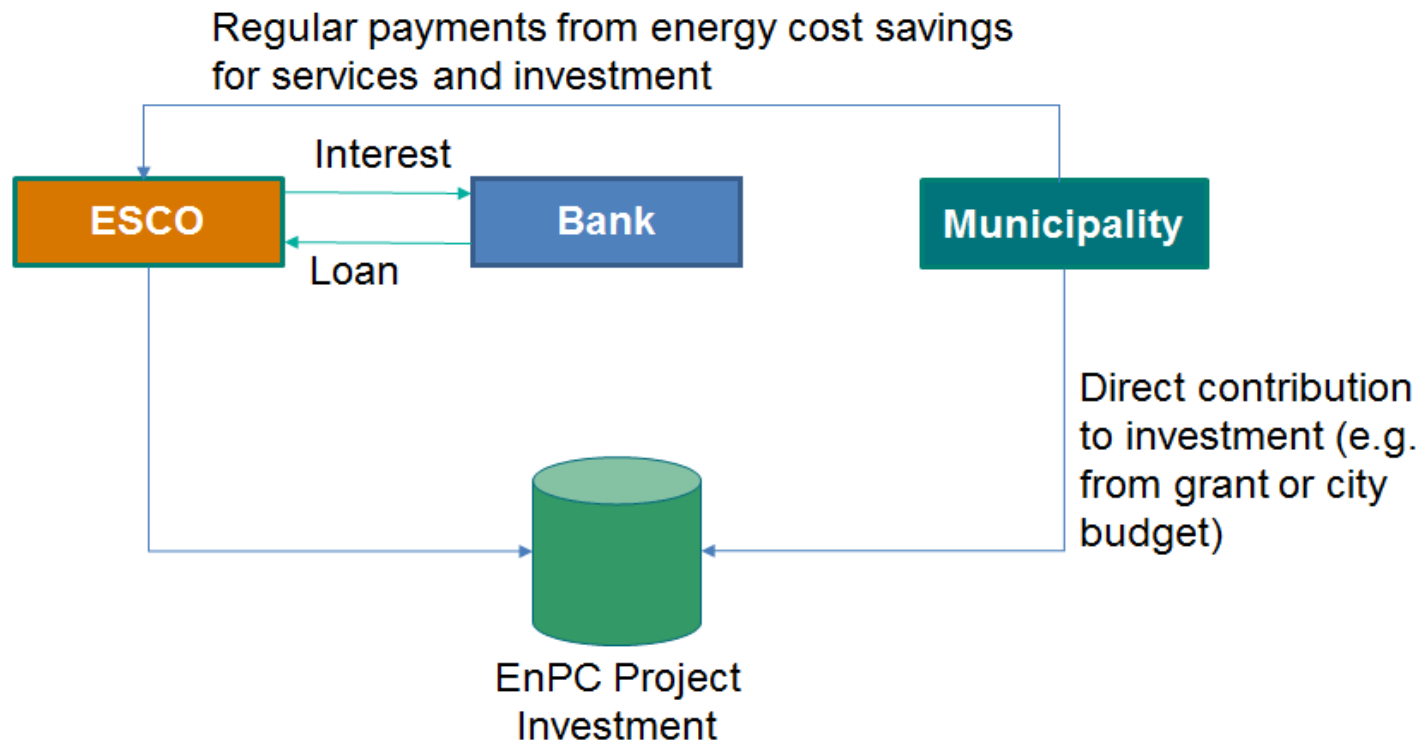 Regular payments from energy cost savings
for services and investment
Interest
ESCO
Bank
Municipality
Loan
Direct contribution
to investment (e.g.
from grant or city
budget)
EnPC Project
Investment